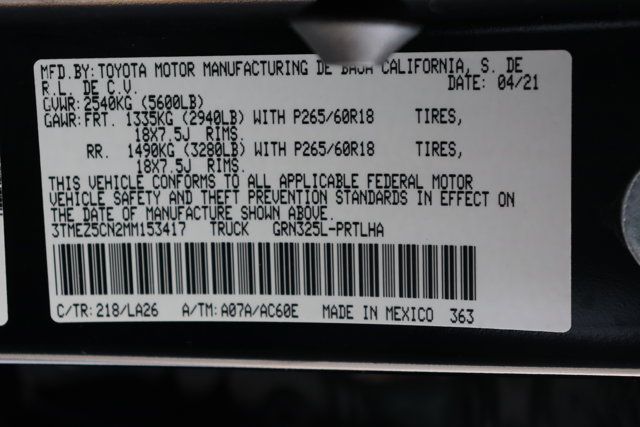 MFD.BY:TOYOTA MOTOR MANUFACTURING DE BAJA CALIFORNIA, S. DE
R.L. DE C.V. DATE: 04/21
GVWR: 2540KG (5600LB)
GAWR:FRT. 1335KG (2940LB) WITH P265/60R18 TIRES,
18X7.5J RIMS.
RR. 1490KG (3280LB) WITH P265/60R18 TIRES,
18X7.5J RIMS.
THIS VEHICLE CONFORMS TO ALL APPLICABLE FEDERAL MOTOR
VEHICLE SAFETY AND THEFT PREVENTION STANDARDS IN EFFECT ON
THE DATE OF MANUFACTURE SHOWN ABOVE.
3TMEZ5CN2MM153417 TRUCK GRN325L-PRTLHA
C/TR:218/LA26 A/TM:A07A/AC60E MADE IN MEXICO 363